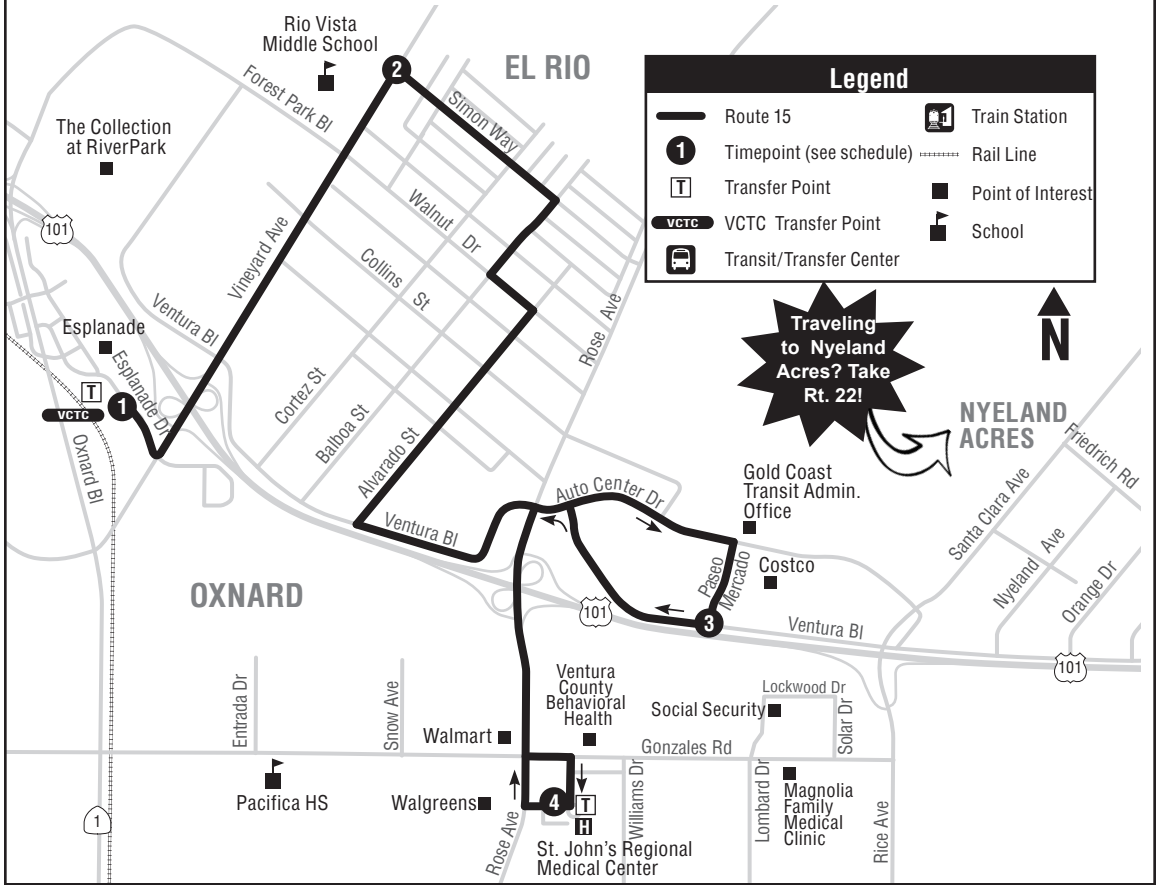 Rio Vista
Middle School
2
EL RIO
Forest Park Bl
Simon Way
The Collection
at RiverPark
101
Vineyard Ave
Walnut Dr
Collins St
Ventura Bl
Rose Ave
Esplanade
Esplanade Dr
T
VCTC
1
Oxnard Bl
Cortez St
Balboa St
Alvarado St
Ventura Bl
Legend
Route 15
1
Timepoint (see schedule)
T
Transfer Point
VCTC
VCTC Transfer Point
Transit/Transfer Center
Train Station
Rail Line
Point of Interest
School
Traveling
to Nyeland
Acres? Take
Rt. 22!
N
NYELAND
ACRES
Friedrich Rd
Santa Clara Ave
Nyeland Ave
Orange Dr
Auto Center Dr
Gold Coast
Transit Admin.
Office
Paseo
Mercado
Costco
3
101
Ventura Bl
101
OXNARD
Entrada Dr
Snow Ave
Ventura
County
Behavioral
Health
Walmart
Social Security
Lockwood Dr
Solar Dr
Gonzales Rd
Pacifica HS
Walgreens
4
T
H
Williams Dr
Lombard Dr
Magnolia
Family
Medical
Clinic
Rice Ave
1
Rose Ave
St. John's Regional
Medical Center